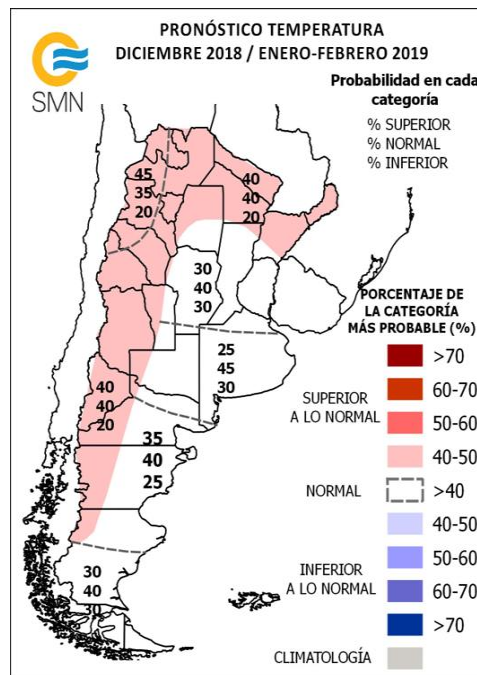 PRONÓSTICO TEMPERATURA
DICIEMBRE 2018 / ENERO-FEBRERO 2019
SMN
Probabilidad en cada
categoría
% SUPERIOR
% NORMAL
% INFERIOR
45
35
20
40
40
20
30
40
30
25
45
30
40
40
20
35
40
25
30
40
30
PORCENTAJE DE
LA CATEGORÍA
MÁS PROBABLE (%)
SUPERIOR
A LO NORMAL
>70
60-70
50-60
40-50
NORMAL
>40
INFERIOR
A LO NORMAL
40-50
50-60
60-70
>70
CLIMATOLOGÍA